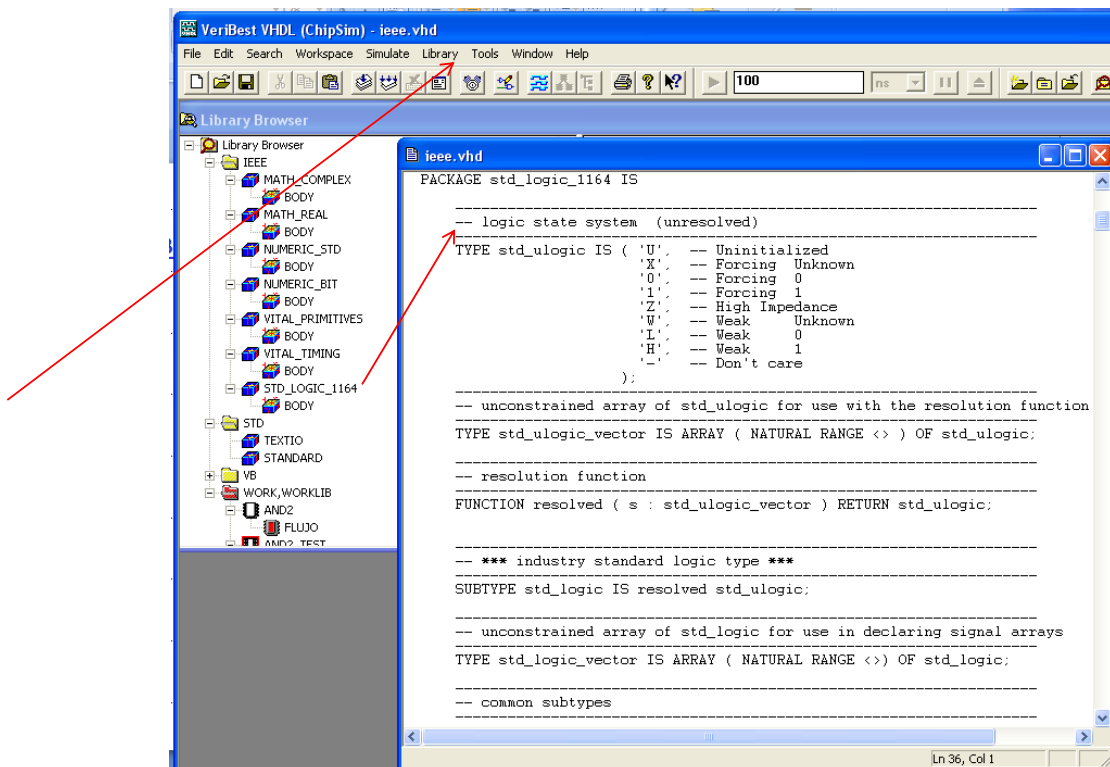 VeriBest VHDL (ChipSim) - ieee.vhd
File Edit Search Workspace Simulate Library Tools Window Help
100 ns
Library Browser
Library Browser
IEEE
MATH_COMPLEX
BODY
MATH_REAL
BODY
NUMERIC_STD
BODY
NUMERIC_BIT
BODY
VITAL_PRIMITIVES
BODY
VITAL_TIMING
BODY
STD_LOGIC_1164
BODY
STD
TEXTIO
STANDARD
VB
WORK,WORKLIB
AND2
FLUJO
AND2_TEST
ieee.vhd
PACKAGE std_logic_1164 IS
-------------------------------------------------------------------
-- logic state system  (unresolved)
-------------------------------------------------------------------
TYPE std_ulogic IS ( 'U',  -- Uninitialized
'X',  -- Forcing  Unknown
'0',  -- Forcing  0
'1',  -- Forcing  1
'Z',  -- High Impedance
'W',  -- Weak     Unknown
'L',  -- Weak     0
'H',  -- Weak     1
'-'   -- Don't care
);
-------------------------------------------------------------------
-- unconstrained array of std_ulogic for use with the resolution function
-------------------------------------------------------------------
TYPE std_ulogic_vector IS ARRAY ( NATURAL RANGE <> ) OF std_ulogic;
-------------------------------------------------------------------
-- resolution function
-------------------------------------------------------------------
FUNCTION resolved ( s : std_ulogic_vector ) RETURN std_ulogic;
-------------------------------------------------------------------
-- *** industry standard logic type ***
-------------------------------------------------------------------
SUBTYPE std_logic IS resolved std_ulogic;
-------------------------------------------------------------------
-- unconstrained array of std_logic for use in declaring signal arrays
-------------------------------------------------------------------
TYPE std_logic_vector IS ARRAY ( NATURAL RANGE <>) OF std_logic;
-------------------------------------------------------------------
-- common subtypes
-------------------------------------------------------------------
Ln 36, Col 1